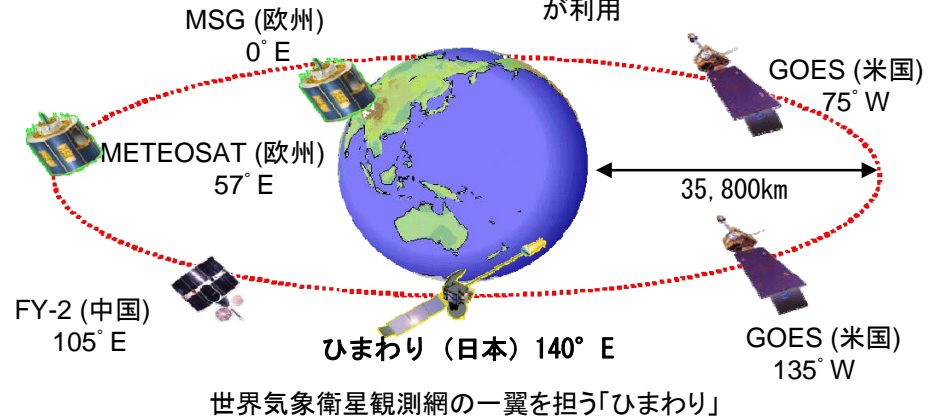 が利用
MSG (欧州)
0°E
GOES (米国)
75°W
METEOSAT (欧州)
57°E
35,800km
FY-2 (中国)
105°E
ひまわり（日本）140°E
GOES (米国)
135°W
世界気象衛星観測網の一翼を担う「ひまわり」